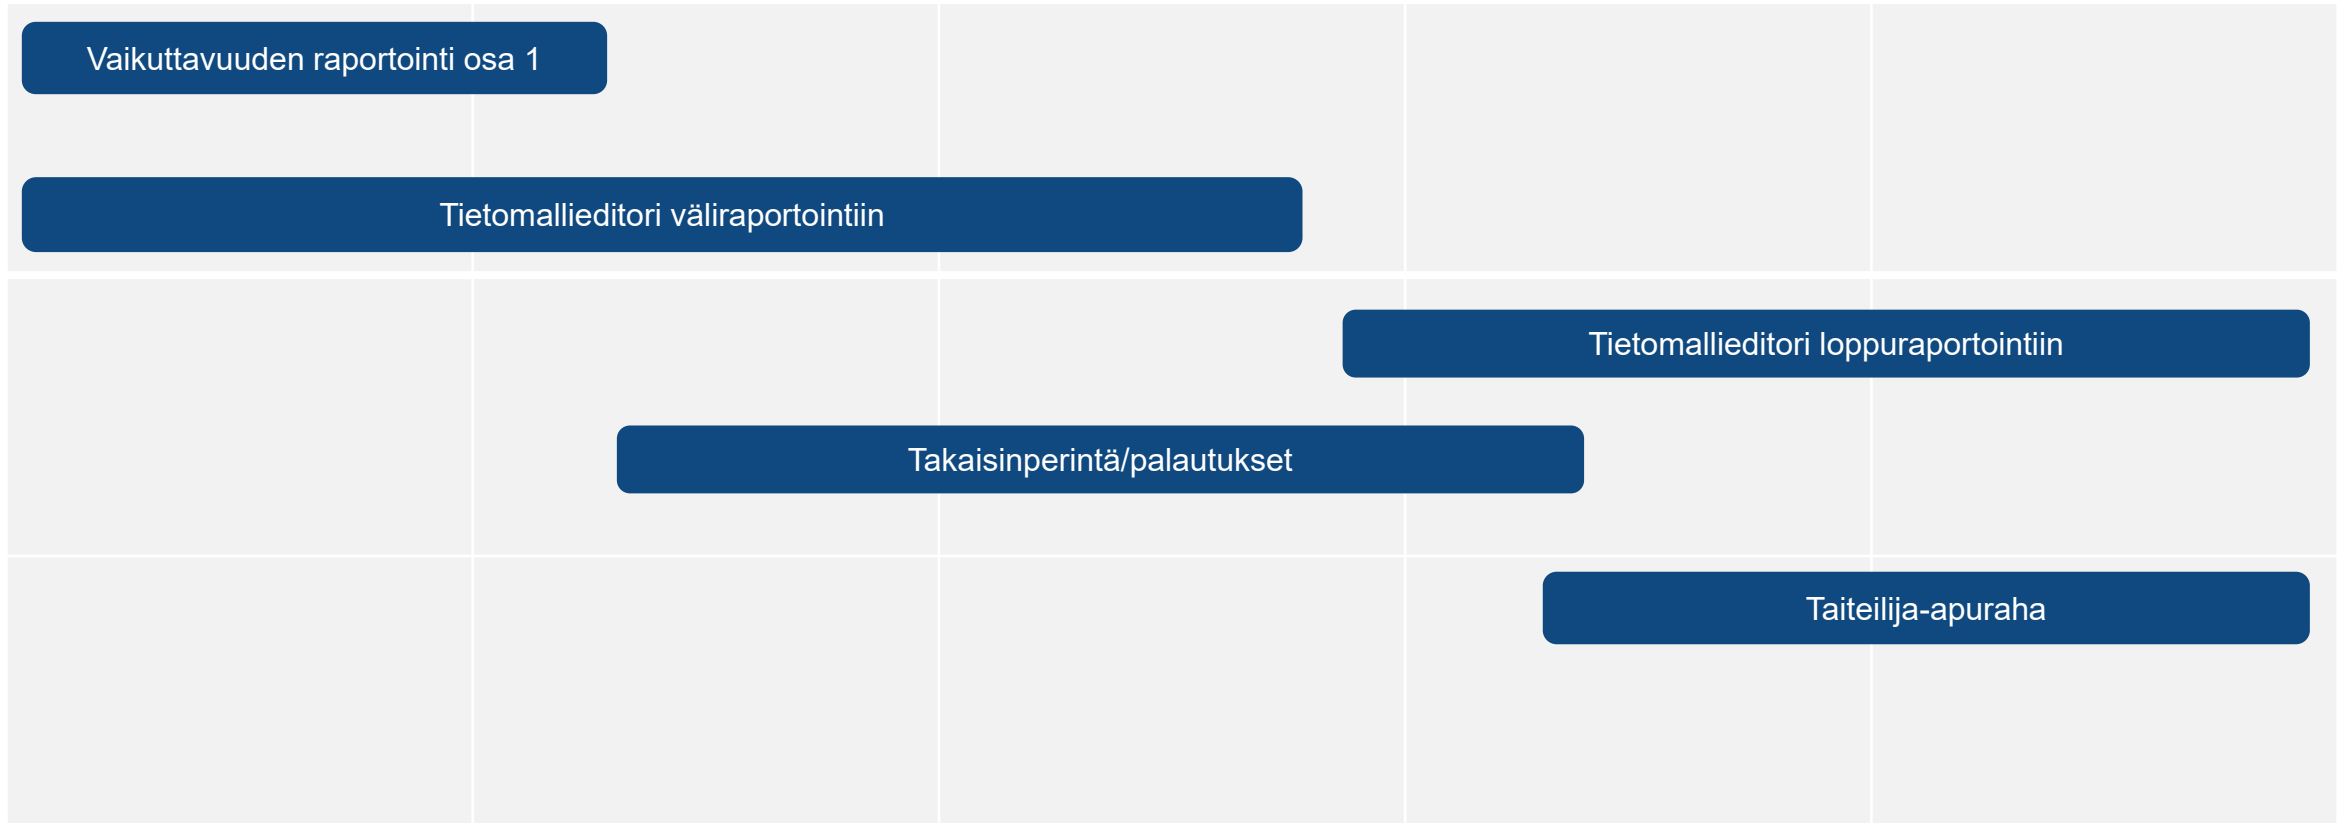 Vaikuttavuuden raportointi osa 1
Tietomallieditori väliraportointiin
Tietomallieditori loppuraportointiin
Takaisinperintä/palautukset
Taiteilija-apuraha